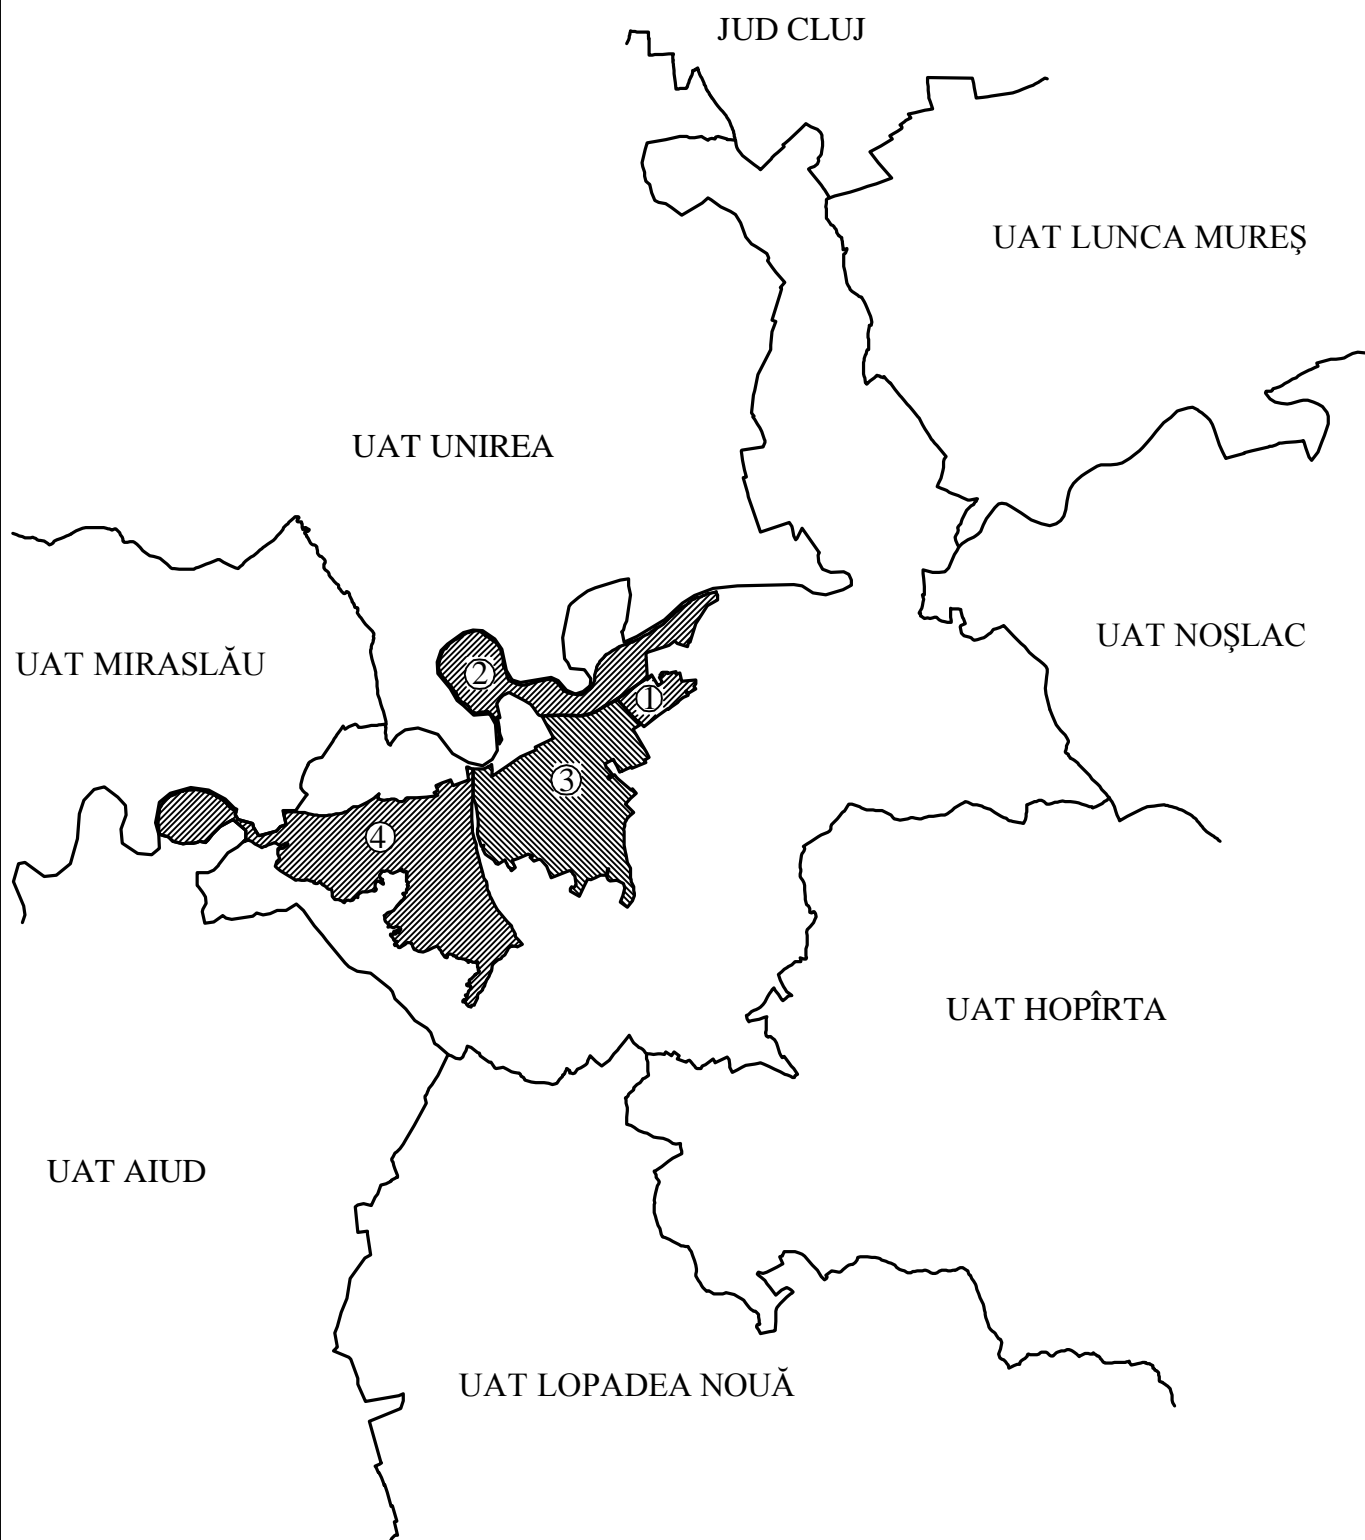 JUD CLUJ
UAT LUNCA MUREŞ
UAT UNIREA
UAT NOŞLAC
UAT MIRASLĂU
2
1
3
4
UAT HOPÎRTA
UAT AIUD
UAT LOPADEA NOUĂ